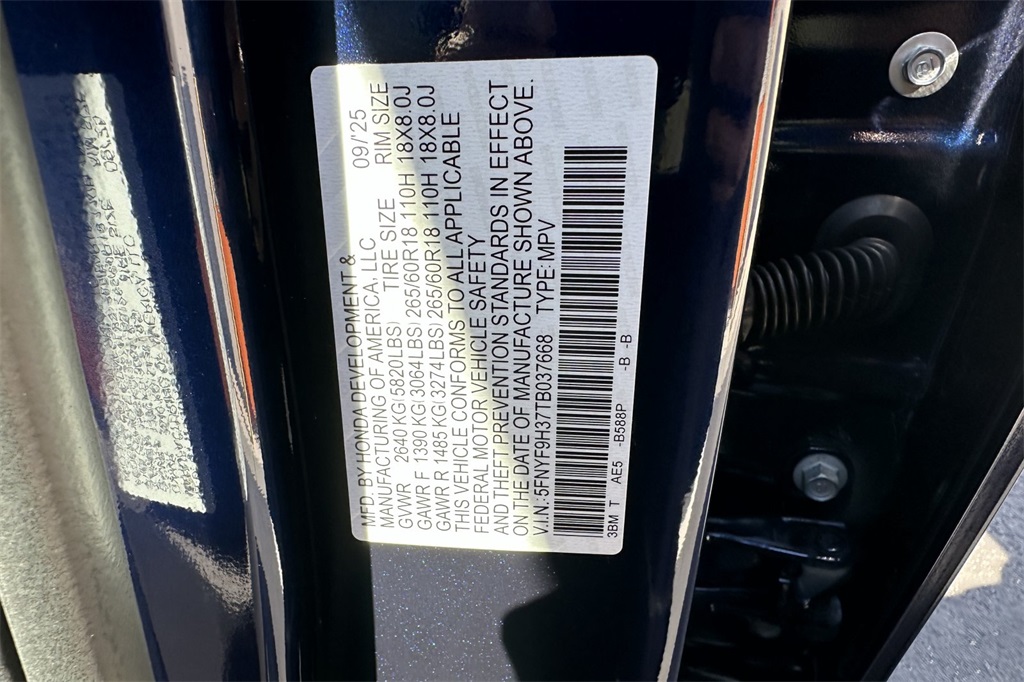 MFD. BY HONDA DEVELOPMENT & 09/'25
MANUFACTURING OF AMERICA, LLC
TIRE SIZE RIM SIZE
GVWR 2640 KG(5820LBS)
GAWR F 1390 KG(3064LBS) 265/60R18 110H 18X8.0J
GAWR R 1485 KG(3274LBS) 265/60R18 110H 18X8.0J
THIS VEHICLE CONFORMS TO ALL APPLICABLE
FEDERAL MOTOR VEHICLE SAFETY
AND THEFT PREVENTION STANDARDS IN EFFECT
ON THE DATE OF MANUFACTURE SHOWN ABOVE.
V.I.N.: 5FNYF9H37TB037668 TYPE: MPV
3BM T AE5 -B588P -B -B